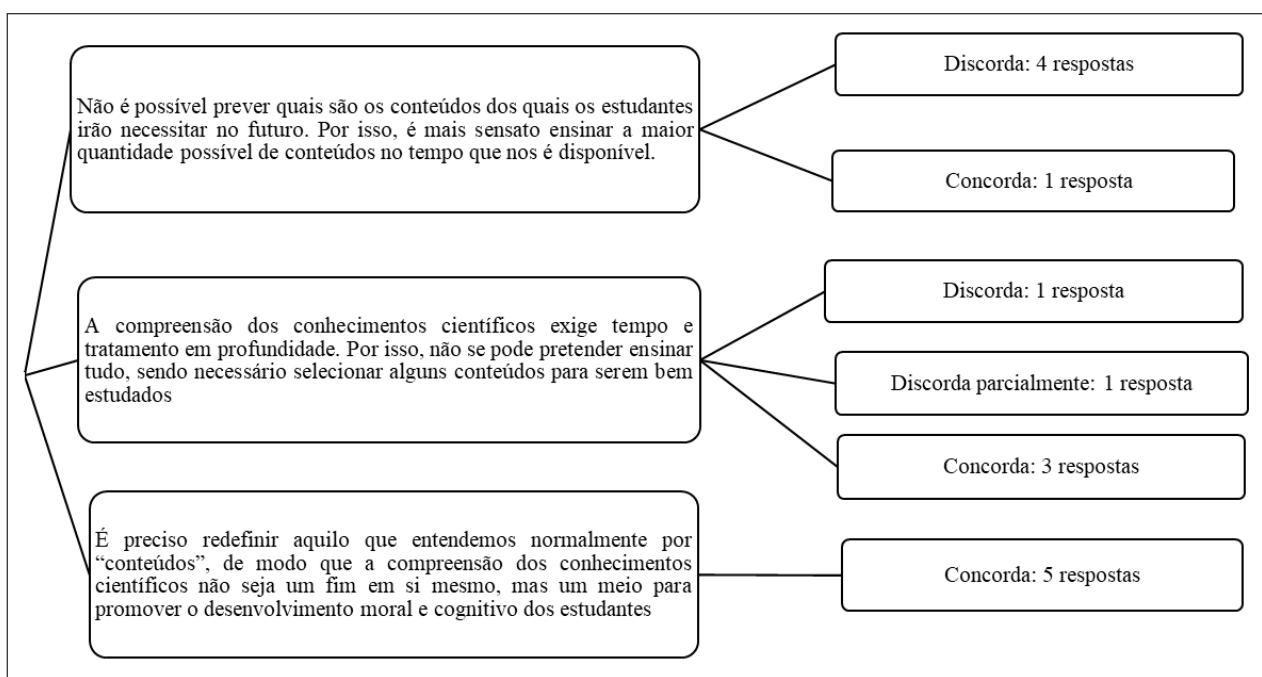 Não é possível prever quais são os conteúdos dos quais os estudantes
irão necessitar no futuro. Por isso, é mais sensato ensinar a maior
quantidade possível de conteúdos no tempo que nos é disponível.
Discorda: 4 respostas
Concorda: 1 resposta
A compreensão dos conhecimentos científicos exige tempo e
tratamento em profundidade. Por isso, não se pode pretender ensinar
tudo, sendo necessário selecionar alguns conteúdos para serem bem
estudados
Discorda: 1 resposta
Discorda parcialmente: 1 resposta
Concorda: 3 respostas
É preciso redefinir aquilo que entendemos normalmente por
“conteúdos”, de modo que a compreensão dos conhecimentos
científicos não seja um fim em si mesmo, mas um meio para
promover o desenvolvimento moral e cognitivo dos estudantes
Concorda: 5 respostas